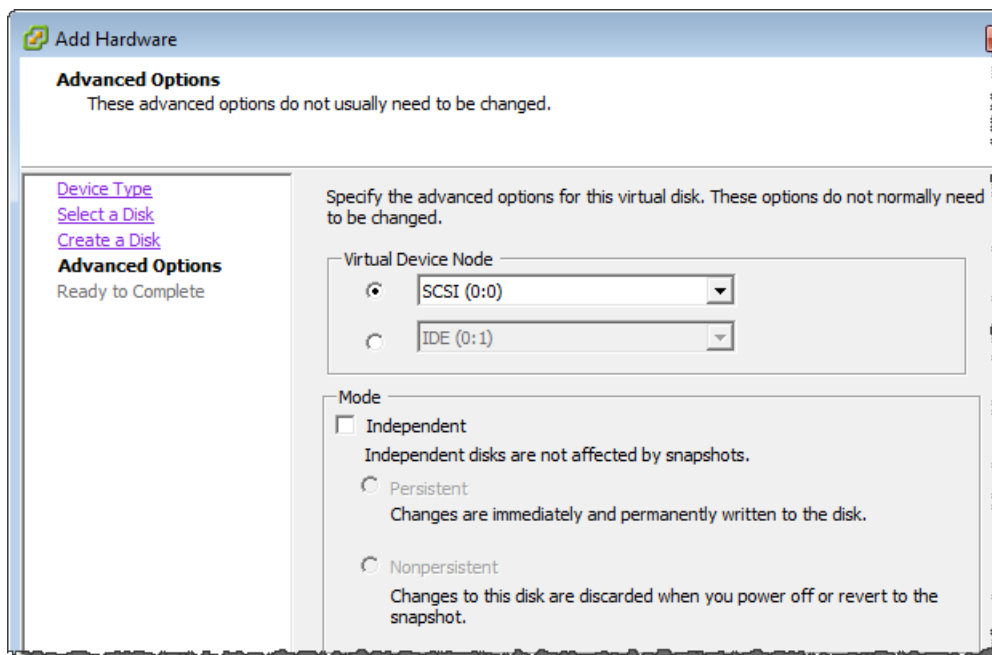 Add Hardware
Advanced Options
These advanced options do not usually need to be changed.
Device Type
Select a Disk
Create a Disk
Advanced Options
Ready to Complete
Specify the advanced options for this virtual disk. These options do not normally need
to be changed.
Virtual Device Node
SCSI (0:0)
IDE (0:1)
Mode
Independent
Independent disks are not affected by snapshots.
Persistent
Changes are immediately and permanently written to the disk.
Nonpersistent
Changes to this disk are discarded when you power off or revert to the
snapshot.